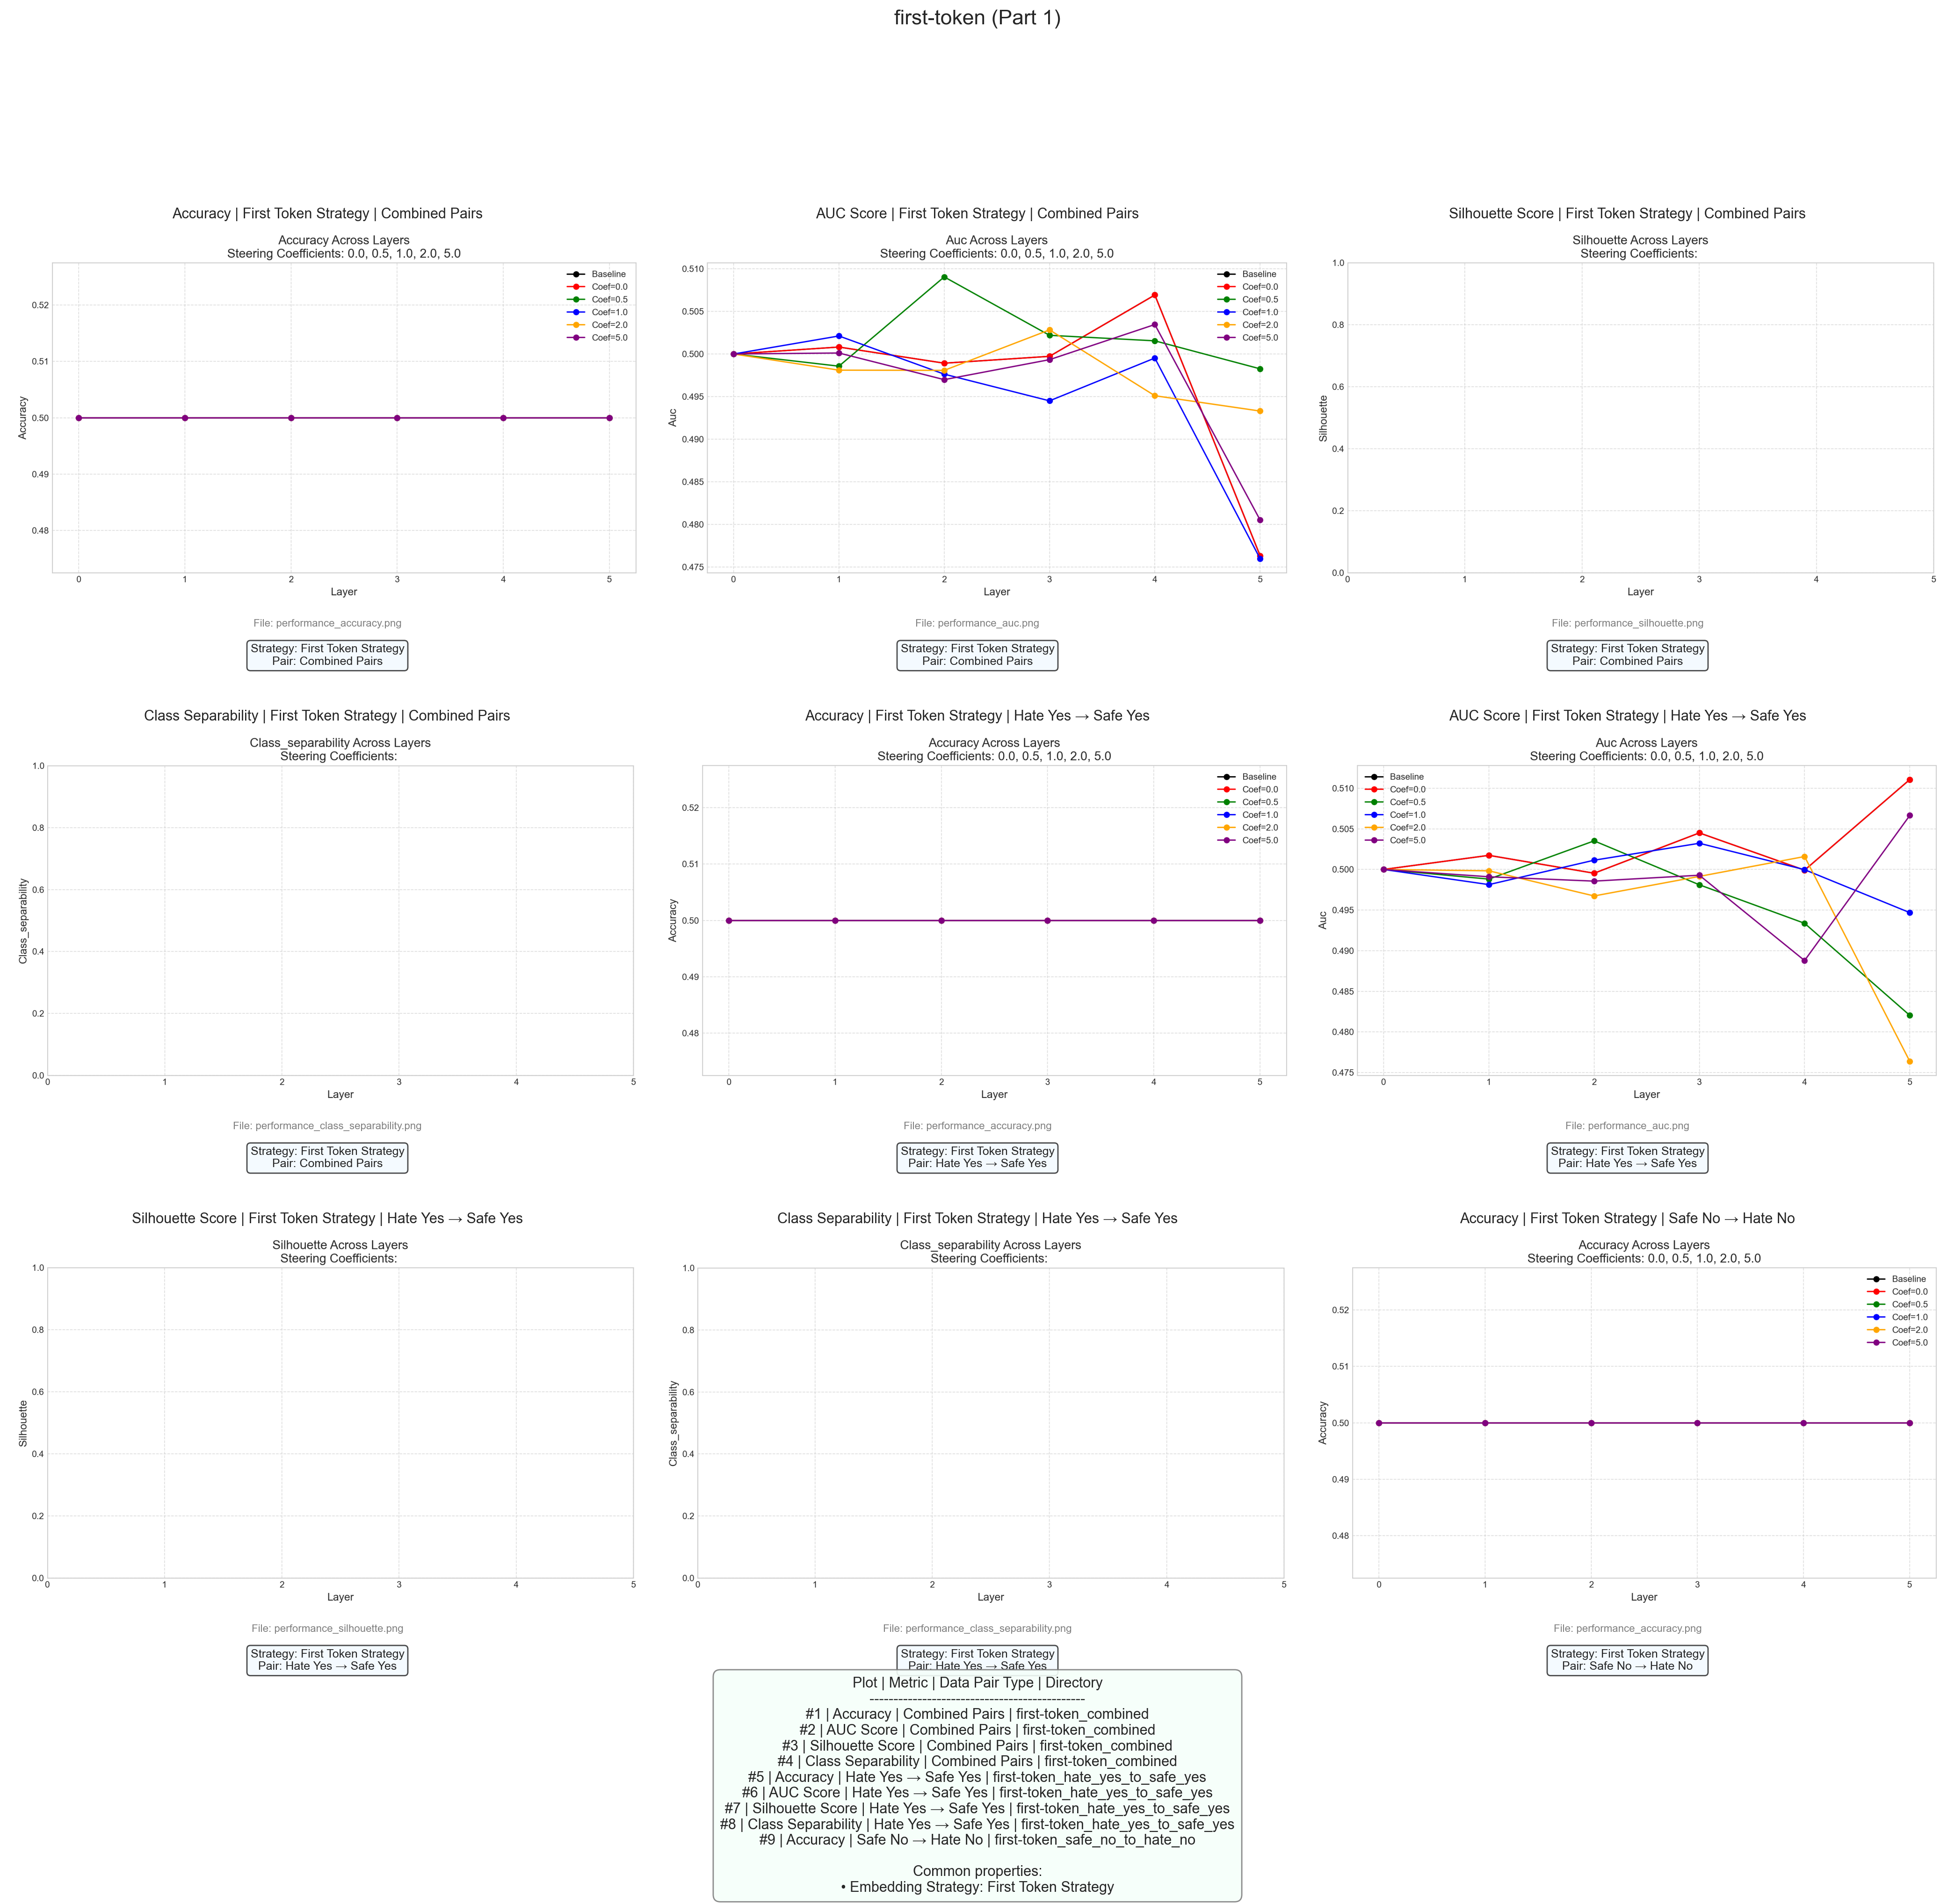 first-token (Part 1)
Accuracy | First Token Strategy | Combined Pairs
Accuracy Across Layers
Steering Coefficients: 0.0, 0.5, 1.0, 2.0, 5.0
Baseline
Coef=0.0
Coef=0.5
Coef=1.0
Coef=2.0
Coef=5.0
0.52
0.51
0.50
0.49
0.48
Accuracy
0 1 2 3 4 5
Layer
File: performance_accuracy.png
Strategy: First Token Strategy
Pair: Combined Pairs
AUC Score | First Token Strategy | Combined Pairs
Auc Across Layers
Steering Coefficients: 0.0, 0.5, 1.0, 2.0, 5.0
Baseline
Coef=0.0
Coef=0.5
Coef=1.0
Coef=2.0
Coef=5.0
0.510
0.505
0.500
0.495
0.490
0.485
0.480
0.475
Auc
0 1 2 3 4 5
Layer
File: performance_auc.png
Strategy: First Token Strategy
Pair: Combined Pairs
Silhouette Score | First Token Strategy | Combined Pairs
Silhouette Across Layers
Steering Coefficients:
1.0
0.8
0.6
0.4
0.2
0.0
Silhouette
0 1 2 3 4 5
Layer
File: performance_silhouette.png
Strategy: First Token Strategy
Pair: Combined Pairs
Class Separability | First Token Strategy | Combined Pairs
Class_separability Across Layers
Steering Coefficients:
1.0
0.8
0.6
0.4
0.2
0.0
Class_separability
0 1 2 3 4 5
Layer
File: performance_class_separability.png
Strategy: First Token Strategy
Pair: Combined Pairs
Accuracy | First Token Strategy | Hate Yes → Safe Yes
Accuracy Across Layers
Steering Coefficients: 0.0, 0.5, 1.0, 2.0, 5.0
Baseline
Coef=0.0
Coef=0.5
Coef=1.0
Coef=2.0
Coef=5.0
0.52
0.51
0.50
0.49
0.48
Accuracy
0 1 2 3 4 5
Layer
File: performance_accuracy.png
Strategy: First Token Strategy
Pair: Hate Yes → Safe Yes
AUC Score | First Token Strategy | Hate Yes → Safe Yes
Auc Across Layers
Steering Coefficients: 0.0, 0.5, 1.0, 2.0, 5.0
Baseline
Coef=0.0
Coef=0.5
Coef=1.0
Coef=2.0
Coef=5.0
0.510
0.505
0.500
0.495
0.490
0.485
0.480
0.475
Auc
0 1 2 3 4 5
Layer
File: performance_auc.png
Strategy: First Token Strategy
Pair: Hate Yes → Safe Yes
Silhouette Score | First Token Strategy | Hate Yes → Safe Yes
Silhouette Across Layers
Steering Coefficients:
1.0
0.8
0.6
0.4
0.2
0.0
Silhouette
0 1 2 3 4 5
Layer
File: performance_silhouette.png
Strategy: First Token Strategy
Pair: Hate Yes → Safe Yes
Class Separability | First Token Strategy | Hate Yes → Safe Yes
Class_separability Across Layers
Steering Coefficients:
1.0
0.8
0.6
0.4
0.2
0.0
Class_separability
0 1 2 3 4 5
Layer
File: performance_class_separability.png
Strategy: First Token Strategy
Pair: Hate Yes → Safe Yes
Accuracy | First Token Strategy | Safe No → Hate No
Accuracy Across Layers
Steering Coefficients: 0.0, 0.5, 1.0, 2.0, 5.0
Baseline
Coef=0.0
Coef=0.5
Coef=1.0
Coef=2.0
Coef=5.0
0.52
0.51
0.50
0.49
0.48
Accuracy
0 1 2 3 4 5
Layer
File: performance_accuracy.png
Strategy: First Token Strategy
Pair: Safe No → Hate No
Plot | Metric | Data Pair Type | Directory
---------------------------------------------
#1 | Accuracy | Combined Pairs | first-token_combined
#2 | AUC Score | Combined Pairs | first-token_combined
#3 | Silhouette Score | Combined Pairs | first-token_combined
#4 | Class Separability | Combined Pairs | first-token_combined
#5 | Accuracy | Hate Yes → Safe Yes | first-token_hate_yes_to_safe_yes
#6 | AUC Score | Hate Yes → Safe Yes | first-token_hate_yes_to_safe_yes
#7 | Silhouette Score | Hate Yes → Safe Yes | first-token_hate_yes_to_safe_yes
#8 | Class Separability | Hate Yes → Safe Yes | first-token_hate_yes_to_safe_yes
#9 | Accuracy | Safe No → Hate No | first-token_safe_no_to_hate_no
Common properties:
• Embedding Strategy: First Token Strategy